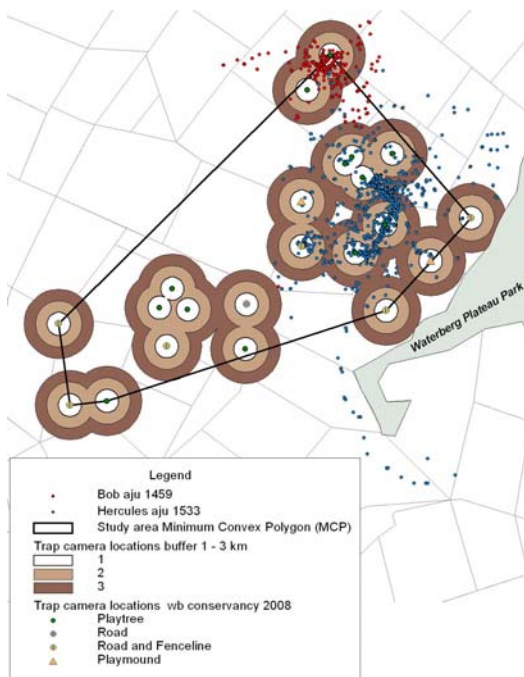 Waterberg Plateau Park
Legend
Bob aju 1459
Hercules aju 1533
Study area Minimum Convex Polygon (MCP)
Trap camera locations buffer 1 - 3 km
1
2
3
Trap camera locations wb conservancy 2008
Playtree
Road
Road and Fenceline
Playmound